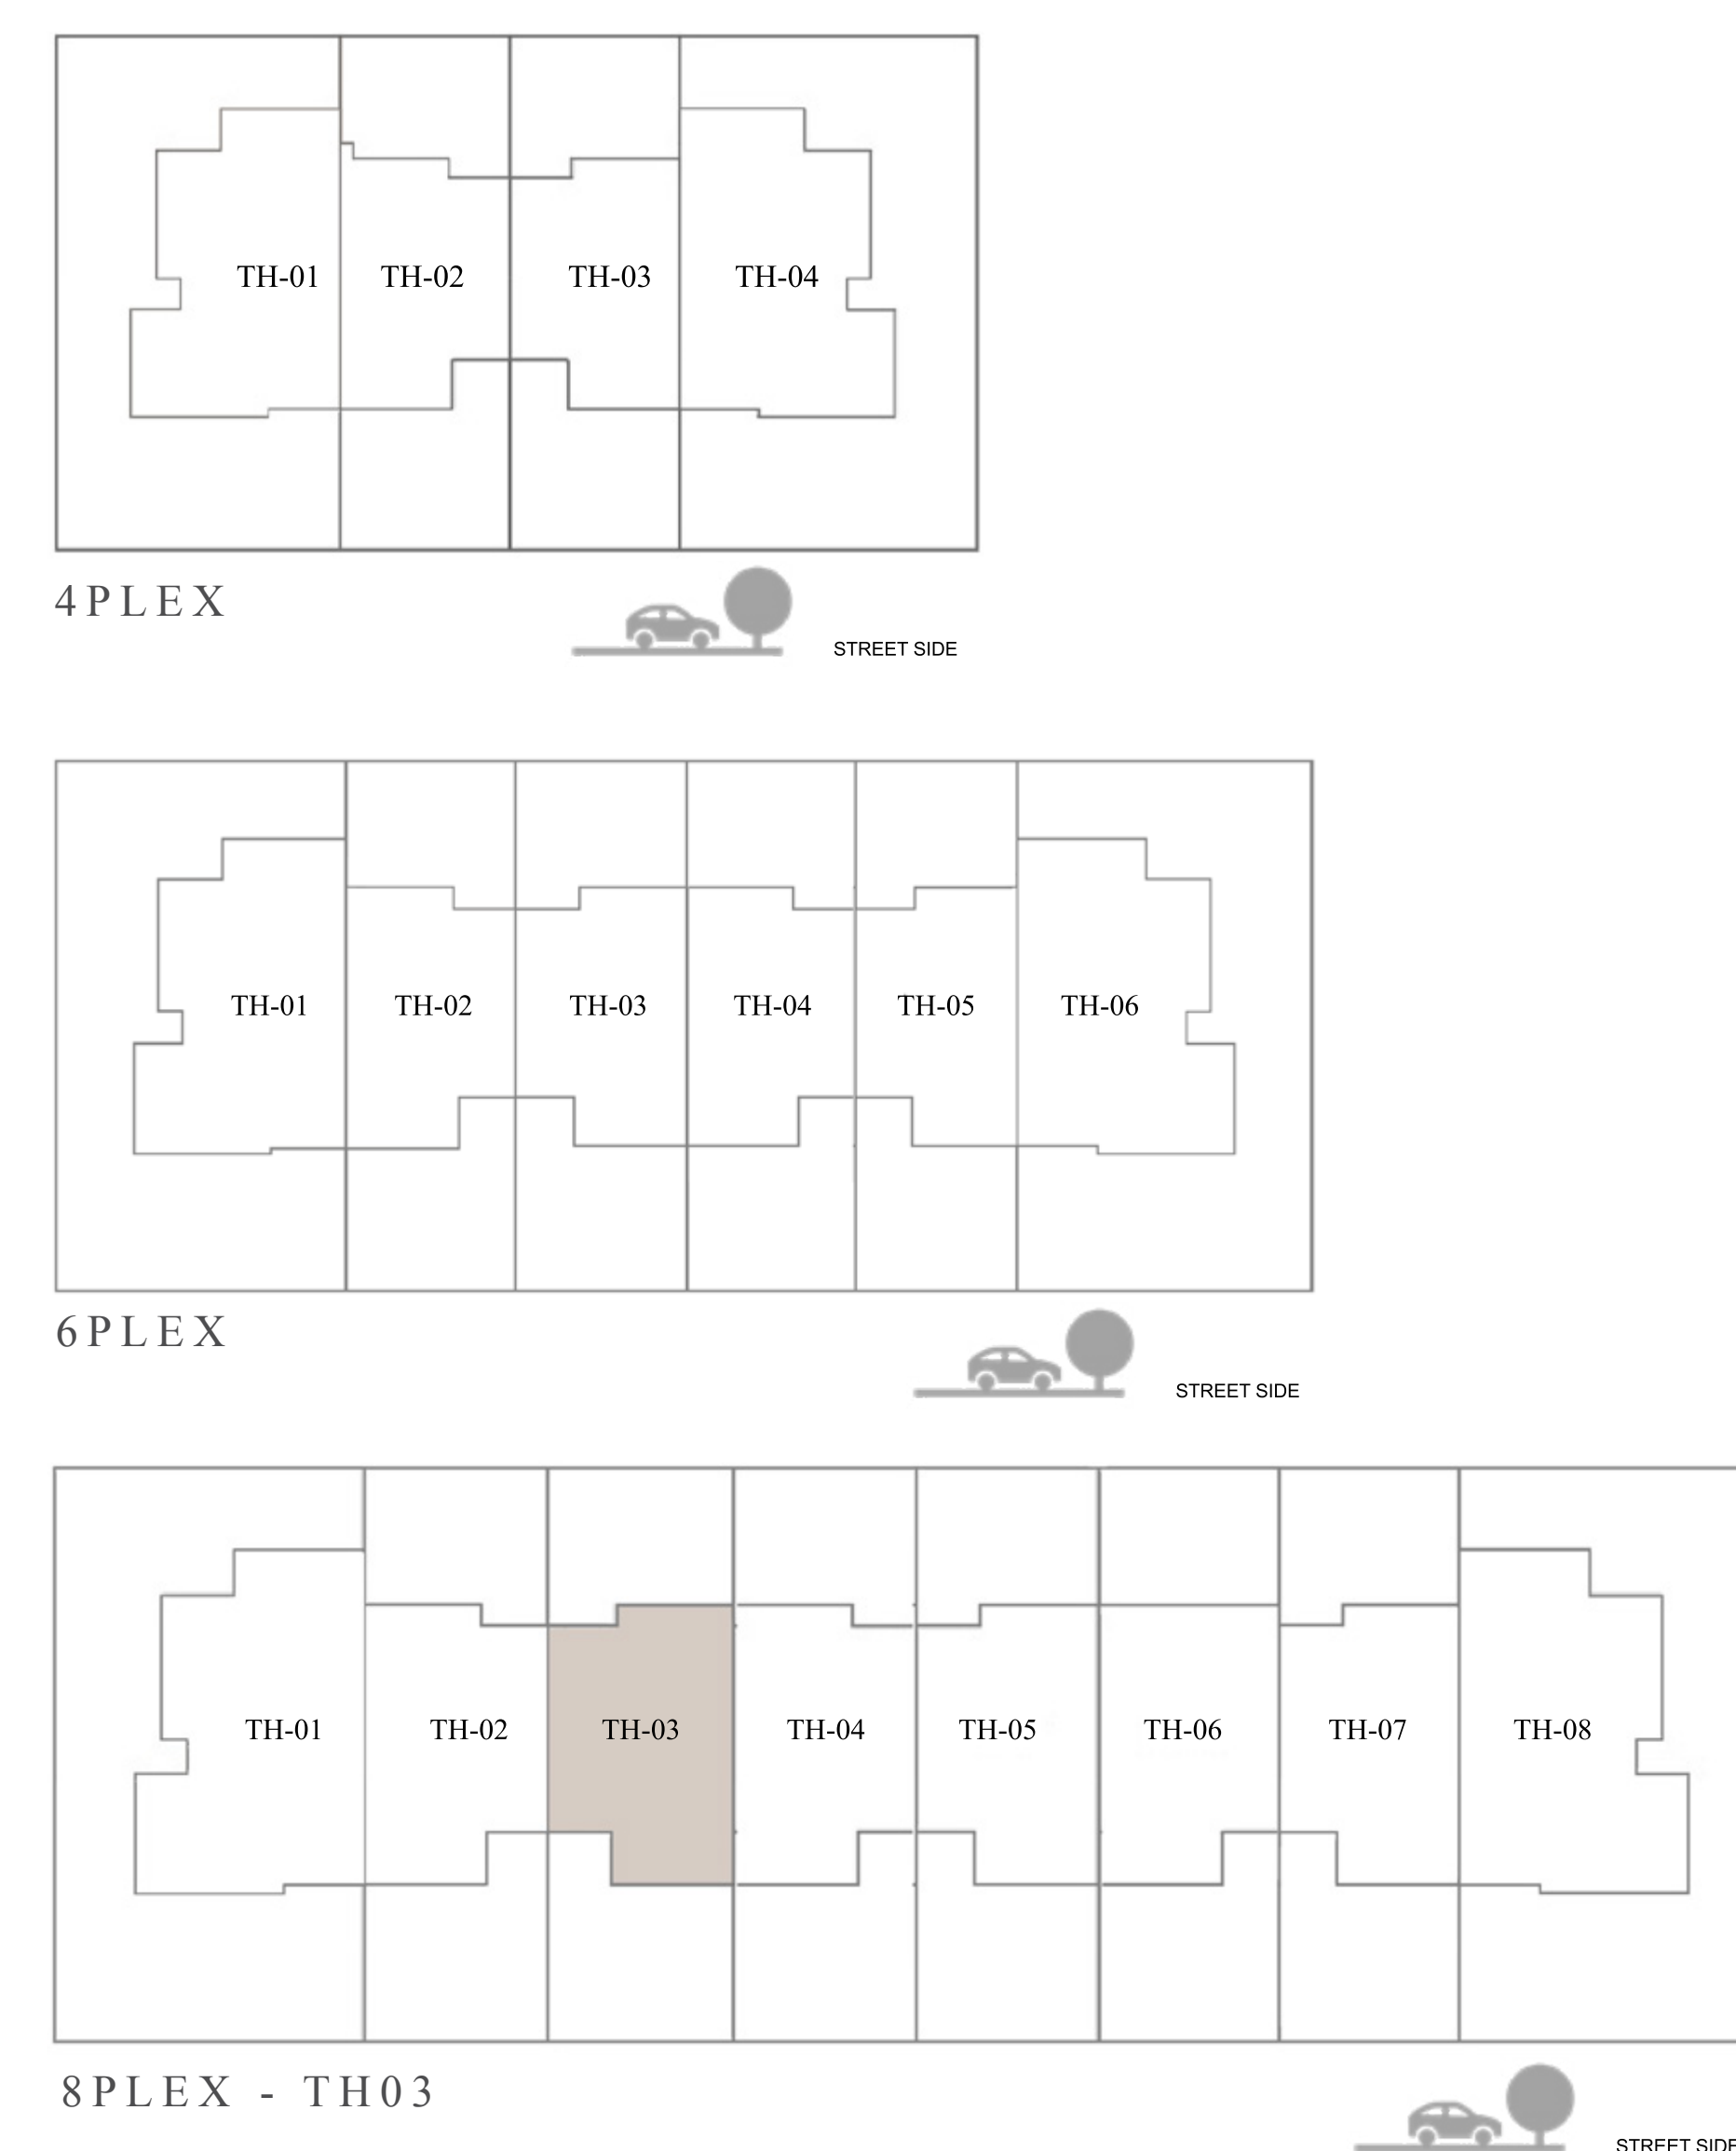 TH-01 TH-02 TH-03 TH-04
4PLEX
STREET SIDE
TH-01 TH-02 TH-03 TH-04 TH-05 TH-06
6PLEX
STREET SIDE
TH-01 TH-02 TH-03 TH-04 TH-05 TH-06 TH-07 TH-08
8PLEX - TH03
STREET SIDE